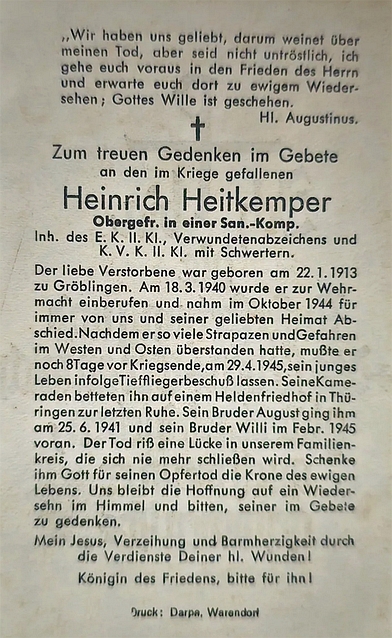 „Wir haben uns geliebt, darum weinet über
meinen Tod, aber seid nicht untröstlich, ich
gehe euch voraus in den Frieden des Herrn
und erwarte euch dort zu ewigem Wieder-
sehen; Gottes Wille ist geschehen.
Hl. Augustinus.
Zum treuen Gedenken im Gebete
an den im Kriege gefallenen
Heinrich Heitkemper
Obergefr. in einer San.-Komp.
Inh. des E. K. II. Kl., Verwundetenabzeichens und
K. V. K. II. Kl. mit Schwertern.
Der liebe Verstorbene war geboren am 22. 1. 1913
zu Gröblingen. Am 18. 3. 1940 wurde er zur Wehr-
macht einberufen und nahm im Oktober 1944 für
immer von uns und seiner geliebten Heimat Ab-
schied. Nachdem er so viele Strapazen und Gefahren
im Westen und Osten überstanden hatte, mußte er
noch 8 Tage vor Kriegsende, am 29. 4. 1945, sein junges
Leben infolge Tieffliegerbeschuß lassen. Seine Kame-
raden betteten ihn auf einem Heldenfriedhof in Thü-
ringen zur letzten Ruhe. Sein Bruder August ging ihm
am 25. 6. 1941 und sein Bruder Willi im Febr. 1945
voran. Der Tod riß eine Lücke in unserem Familien-
kreis, die sich nie mehr schließen wird. Schenke
ihm Gott für seinen Opfertod die Krone des ewigen
Lebens. Uns bleibt die Hoffnung auf ein Wieder-
sehn im Himmel und bitten, seiner im Gebete
zu gedenken.
Mein Jesus, Verzeihung und Barmherzigkeit durch
die Verdienste Deiner hl. Wunden!
Königin des Friedens, bitte für ihn!
Druck: Darpe, Warendorf